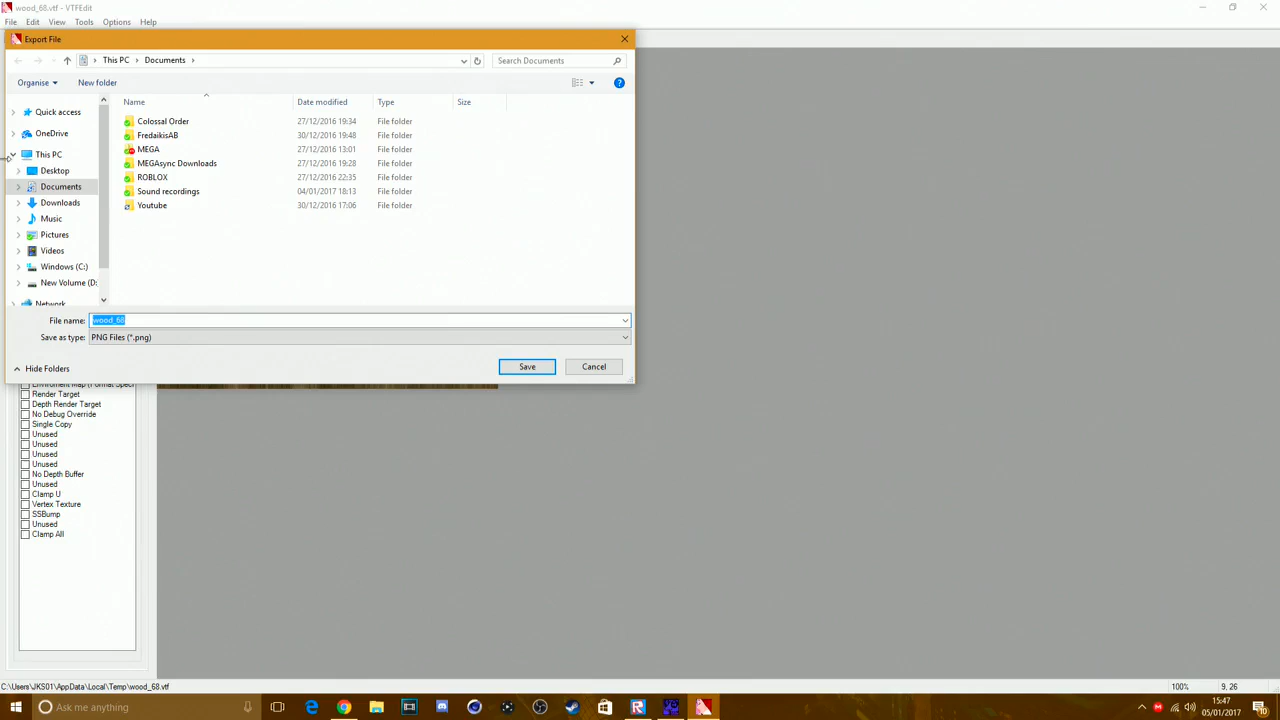 wood_68.vtf - VTFEdit
File Edit View Tools Options Help
Export File
This PC Documents
Search Documents
Organise New folder
Name Date modified Type Size
Quick access
OneDrive
This PC
Desktop
Documents
Downloads
Music
Pictures
Videos
Windows (C:)
New Volume (D:
Network
Colossal Order 27/12/2016 19:34 File folder
FredaikisAB 30/12/2016 19:48 File folder
MEGA 27/12/2016 13:01 File folder
MEGAsync Downloads 27/12/2016 19:28 File folder
ROBLOX 27/12/2016 22:35 File folder
Sound recordings 04/01/2017 18:13 File folder
Youtube 30/12/2016 17:06 File folder
File name: wood_68
Save as type: PNG Files (*.png)
Hide Folders
Save Cancel
Enviroment Map (Format Speci
Render Target
Depth Render Target
No Debug Override
Single Copy
Unused
Unused
Unused
Unused
No Depth Buffer
Unused
Clamp U
Vertex Texture
SSBump
Unused
Clamp All
C:\Users\JKS01\AppData\Local\Temp\wood_68.vtf
100% 9, 26
Ask me anything
15:47
05/01/2017
10